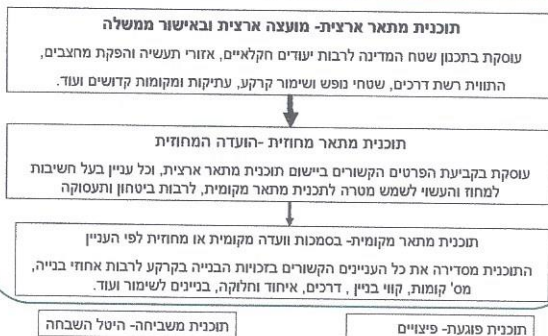 תוכנית מתאר ארצית- מועצה ארצית ובאישור ממשלה
עוסקת בתכנון שטח המדינה לרבות יעודים חקלאיים, אזורי תעשיה והפקת מחצבים,
התווית רשת דרכים, שטחי נופש ושימור קרקע, עתיקות ומקומות קדושים ועוד.
תוכנית מתאר מחוזית -הועדה המחוזית
עוסקת בקביעת הפרטים הקשורים ביישום תוכנית מתאר ארצית, וכל עניין בעל חשיבות
למחוז והעשוי לשמש מטרה לתכנית מתאר מקומית, לרבות ביטחון ותעסוקה
תוכנית מתאר מקומית- בסמכות וועדה מקומית או מחוזית לפי העניין
התוכנית מסדירה את כל העניינים הקשורים בזכויות הבנייה בקרקע לרבות אחוזי בנייה,
מס' קומות, קווי בניין , דרכים, איחוד וחלוקה, בניינים לשימור ועוד.
תוכנית פוגעת- פיצויים
תוכנית משביחה- היטל השבחה